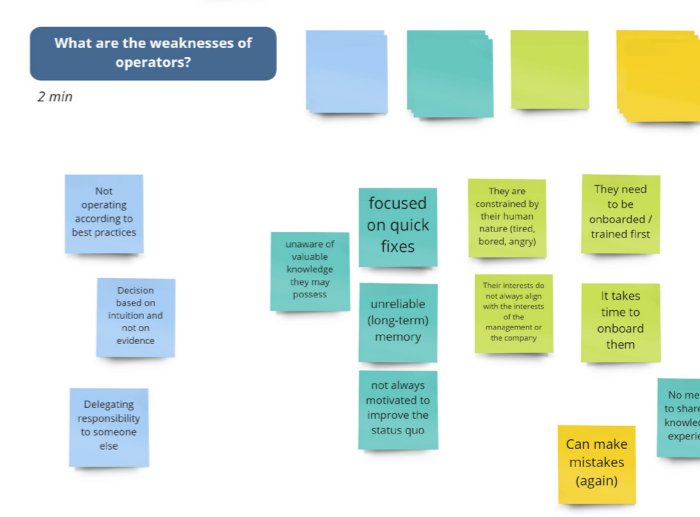 What are the weaknesses of
operators?
2 min
Not
operating
according to
best practices
Decision
based on
intuition and
not on
evidence
Delegating
responsibility
to someone
else
unaware of
valuable
knowledge
they may
possess
focused
on quick
fixes
unreliable
(long-term)
memory
not always
motivated to
improve the
status quo
They are
constrained by
their human
nature (tired,
bored, angry)
Their interests do
not always align
with the interests
of the
management or
the company
They need
to be
onboarded /
trained first
It takes
time to
onboard
them
Can make
mistakes
(again)
No
to